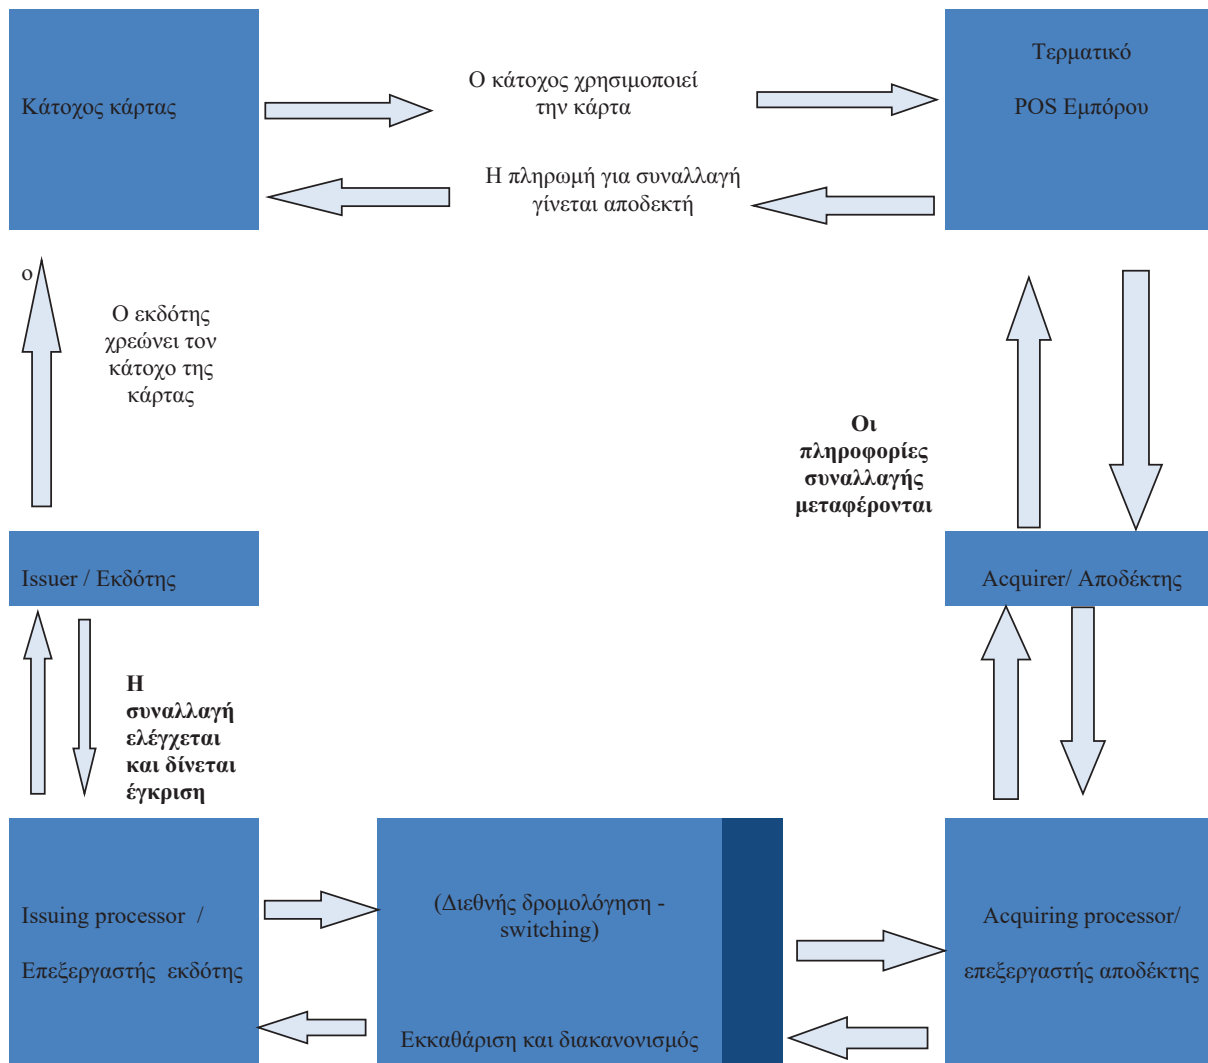 Κάτοχος κάρτας
Ο κάτοχος χρησιμοποιεί
την κάρτα
Η πληρωμή για συναλλαγή
γίνεται αποδεκτή
Τερματικό
POS Εμπόρου
ο
Ο εκδότης
χρεώνει τον
κάτοχο της
κάρτας
Οι
πληροφορίες
συναλλαγής
μεταφέρονται
Issuer / Εκδότης
Acquirer/ Αποδέκτης
Η
συναλλαγή
ελέγχεται
και δίνεται
έγκριση
Issuing processor /
Επεξεργαστής εκδότης
(Διεθνής δρομολόγηση -
switching)
Εκκαθάριση και διακανονισμός
Acquiring processor/
επεξεργαστής αποδέκτης